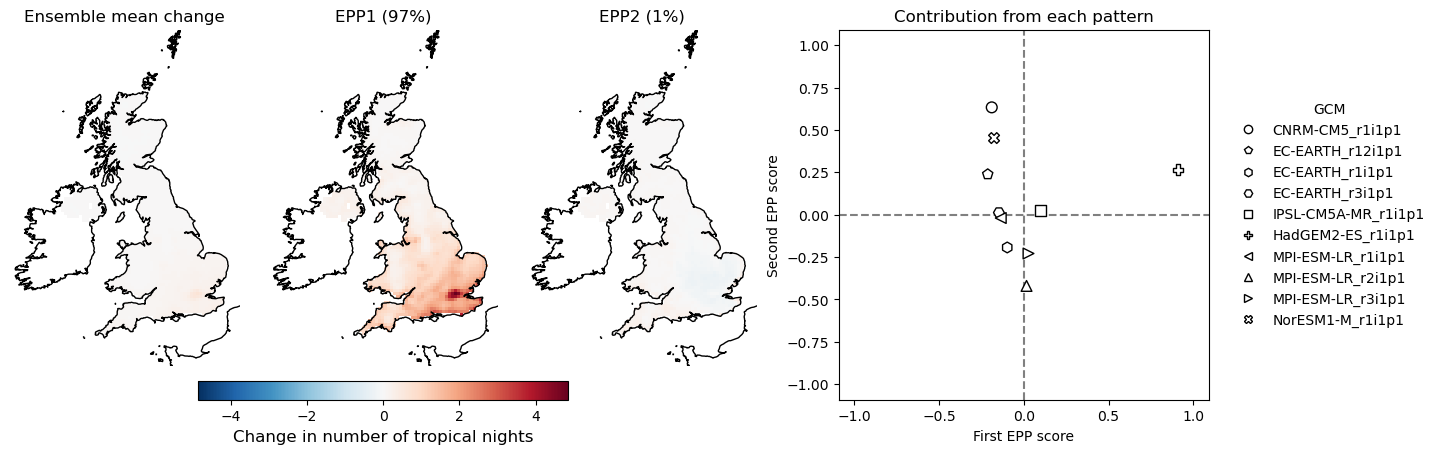 Ensemble mean change
EPP1 (97%)
EPP2 (1%)
Contribution from each pattern
−4
−2
0
2
4
Change in number of tropical nights
Second EPP score
1.00
0.75
0.50
0.25
0.00
−0.25
−0.50
−0.75
−1.00
−1.0
−0.5
0.0
0.5
1.0
First EPP score
GCM
CNRM-CM5_r1i1p1
EC-EARTH_r12i1p1
EC-EARTH_r1i1p1
EC-EARTH_r3i1p1
IPSL-CM5A-MR_r1i1p1
HadGEM2-ES_r1i1p1
MPI-ESM-LR_r1i1p1
MPI-ESM-LR_r2i1p1
MPI-ESM-LR_r3i1p1
NorESM1-M_r1i1p1